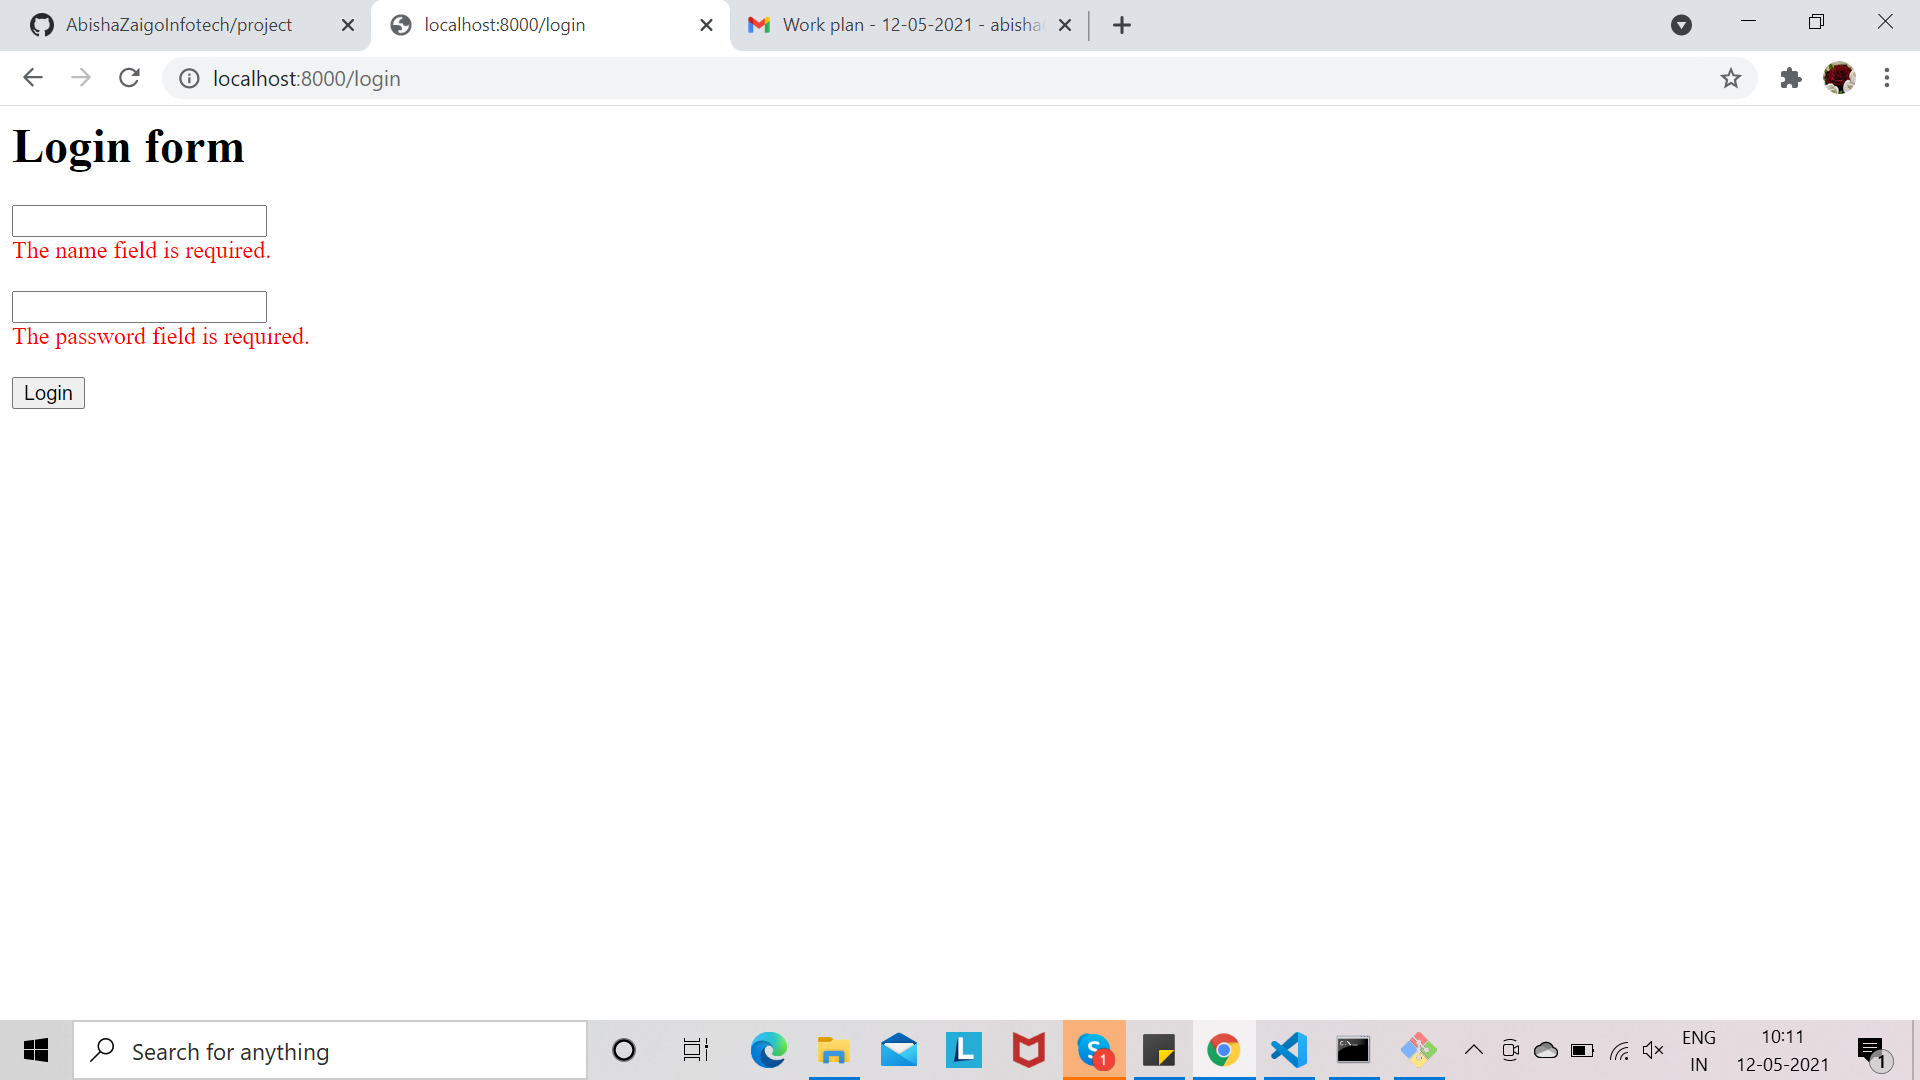 AbishaZaigoInfotech/project
localhost:8000/login
Work plan - 12-05-2021 - abisha
localhost:8000/login
Login form
The name field is required.
The password field is required.
Login
Search for anything
L
S
1
ENG
IN
10:11
12-05-2021
1